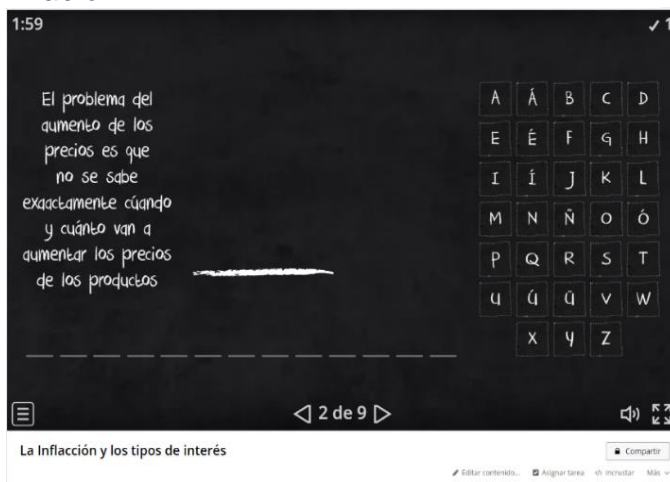 1:59
✓ 1
El problema del
aumento de los
precios es que
no se sabe
exaactamente cúando
y cuánto van a
aumentar los precios
de los productos
A Á B C D
E É F G H
I Í J K L
M N Ñ O Ó
P Q R S T
U Ú Ü V W
X Y Z
2 de 9
La Inflacción y los tipos de interés
Compartir
Editar contenido... Asignar tarea Incrustar Más